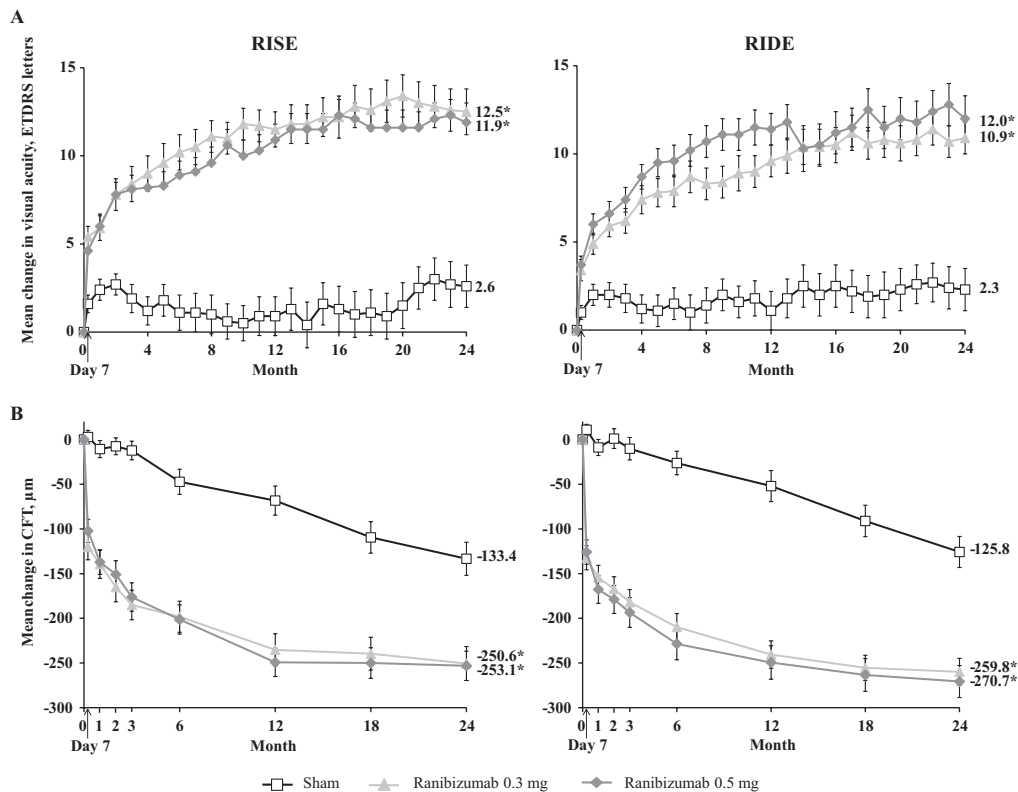 A
RISE
RIDE
Mean change in visual acuity, ETDRS letters
15
10
5
0
12.5*
11.9*
2.6
0 4 8 12 16 20 24
Day 7
Month
15
10
5
0
12.0*
10.9*
2.3
0 4 8 12 16 20 24
Day 7
Month
B
Meanchange in CFT, µm
0
-50
-100
-150
-200
-250
-300
-133.4
-250.6*
-253.1*
0 1 2 3 6 12 18 24
Day 7
Month
0
-50
-100
-150
-200
-250
-300
-125.8
-259.8*
-270.7*
0 1 2 3 6 12 18 24
Day 7
Month
Sham Ranibizumab 0.3 mg Ranibizumab 0.5 mg